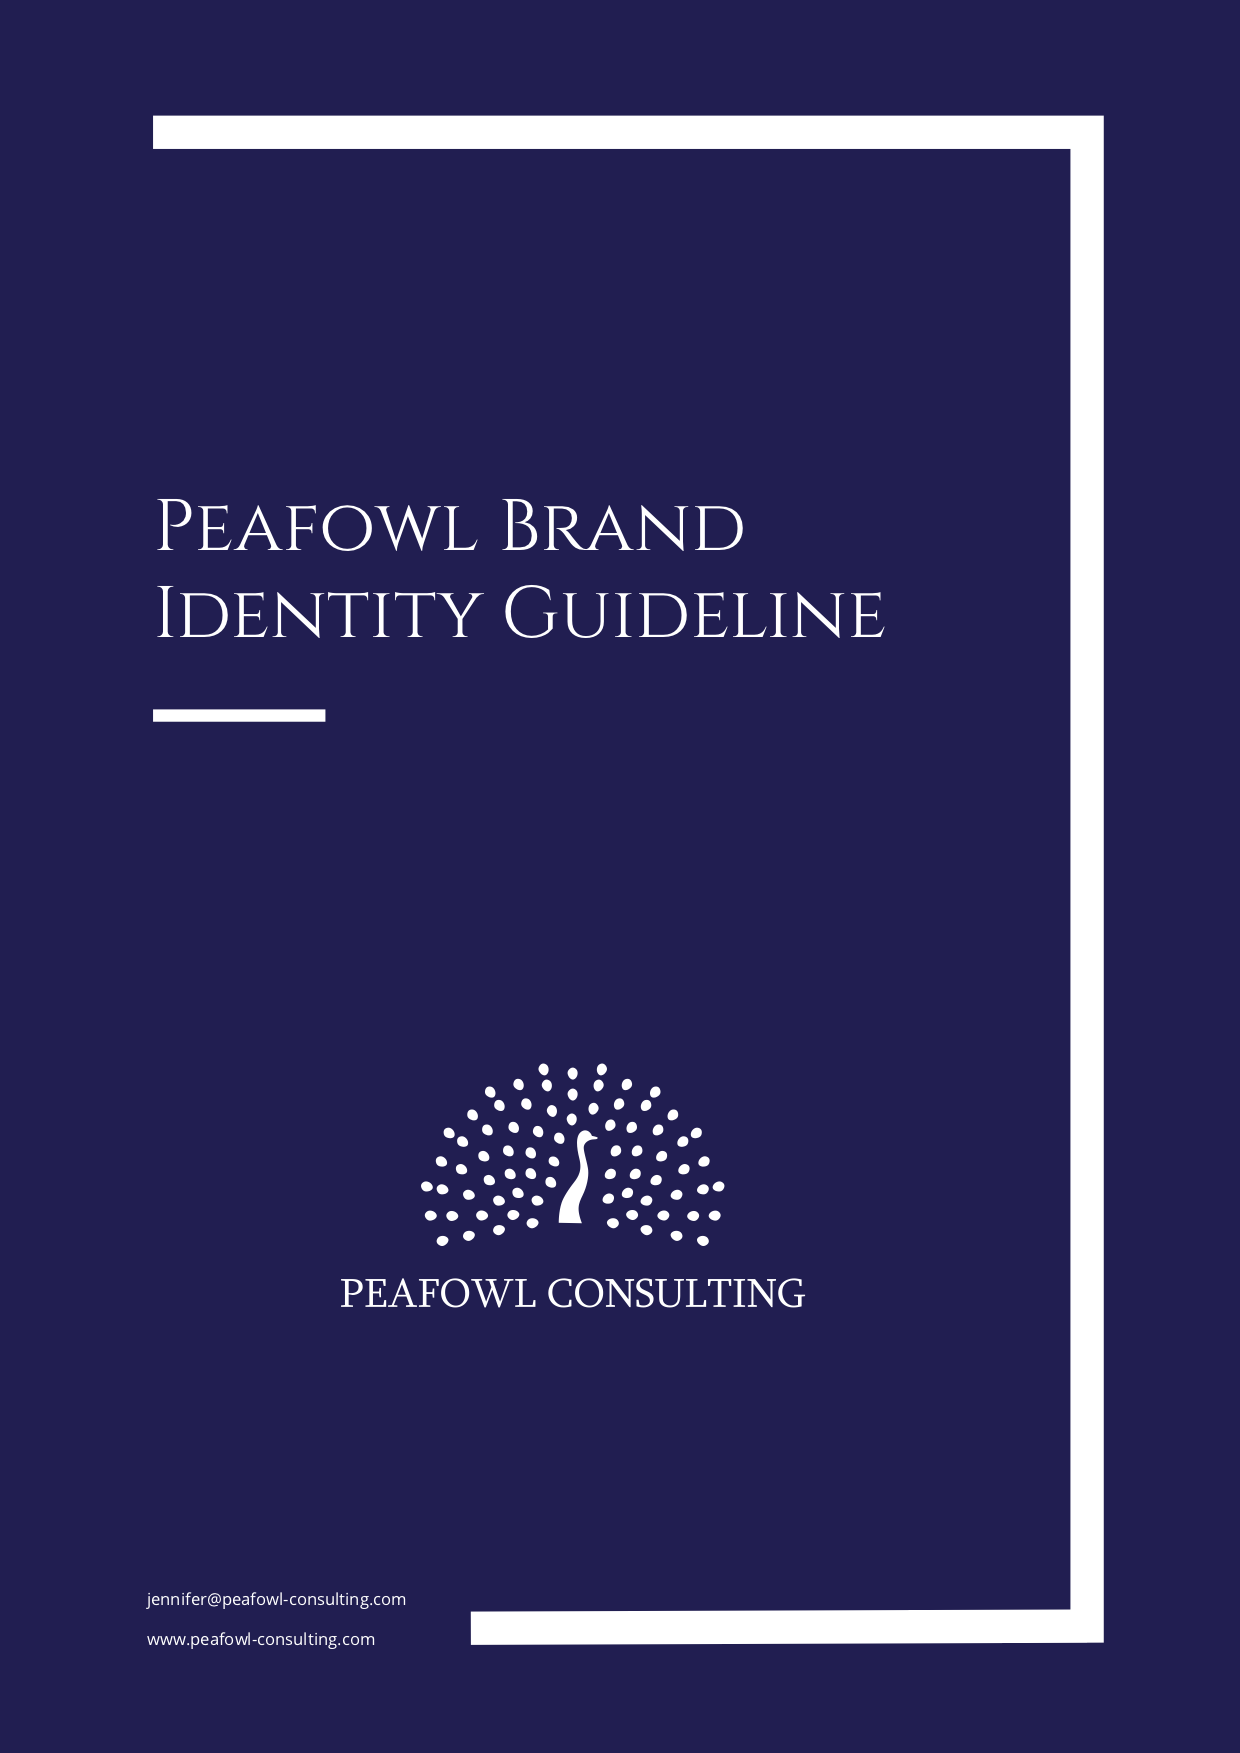 Peafowl Brand
Identity Guideline
PEAFOWL CONSULTING
jennifer@peafowl-consulting.com
www.peafowl-consulting.com